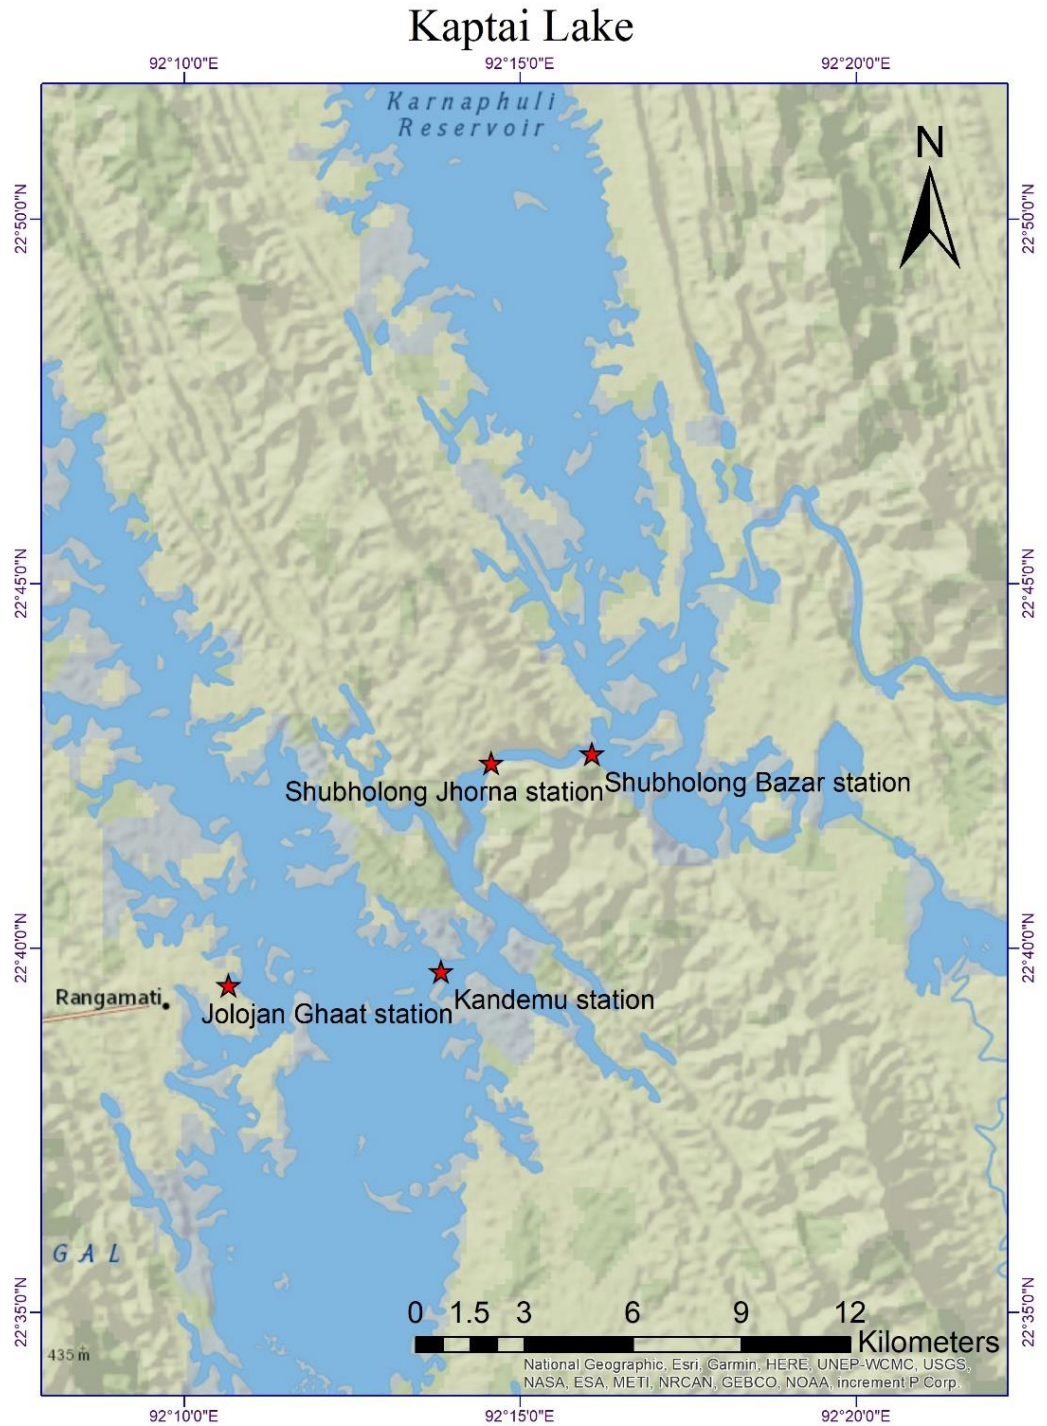 Kaptai Lake
92°10'0"E 92°15'0"E 92°20'0"E
Karnaphuli
Reservoir
N
22°50'0"N 22°50'0"N
22°45'0"N 22°45'0"N
Shubholong Jhorna station Shubholong Bazar station
22°40'0"N 22°40'0"N
Rangamati
Jolojan Ghaat station Kandemu station
G A L
22°35'0"N 22°35'0"N
0 1.5 3 6 9 12
Kilometers
435 m
National Geographic, Esri, Garmin, HERE, UNEP-WCMC, USGS,
NASA, ESA, METI, NRCAN, GEBCO, NOAA, increment P Corp.
92°10'0"E 92°15'0"E 92°20'0"E